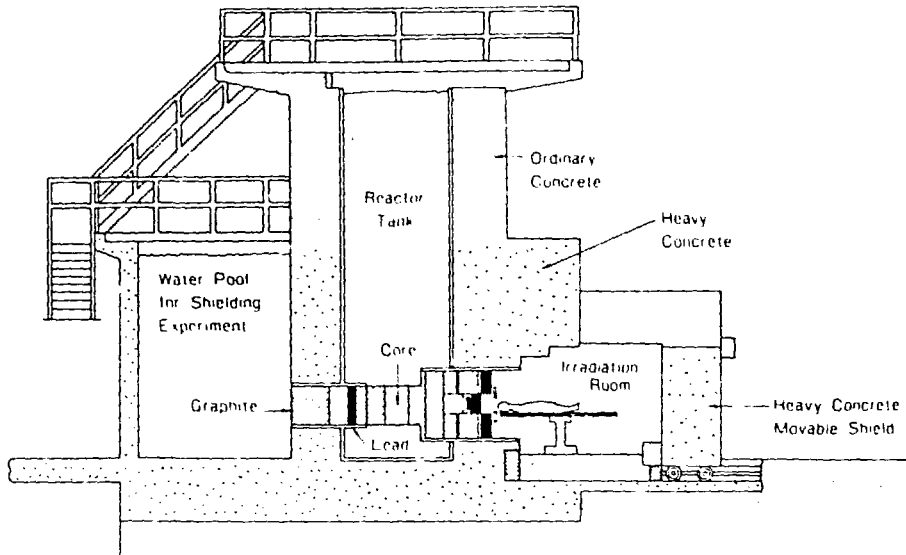 Ordinary
Concrete
Reactor
Tank
Heavy
Concrete
Water Pool
for Shielding
Experiment
Core
Irradiation
Room
Graphite
Lead
Heavy Concrete
Movable Shield